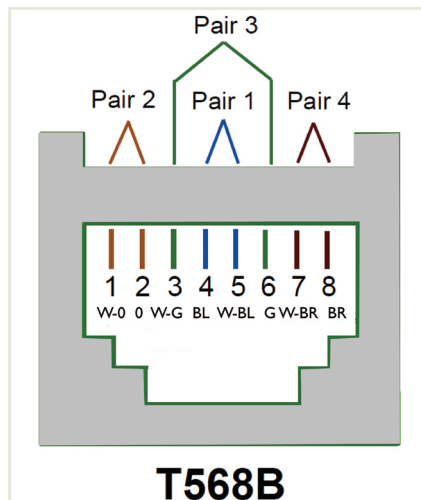 Pair 3
Pair 2 Pair 1 Pair 4
1 2 3 4 5 6 7 8
W-0 0 W-G BL W-BL G W-BR BR
T568B